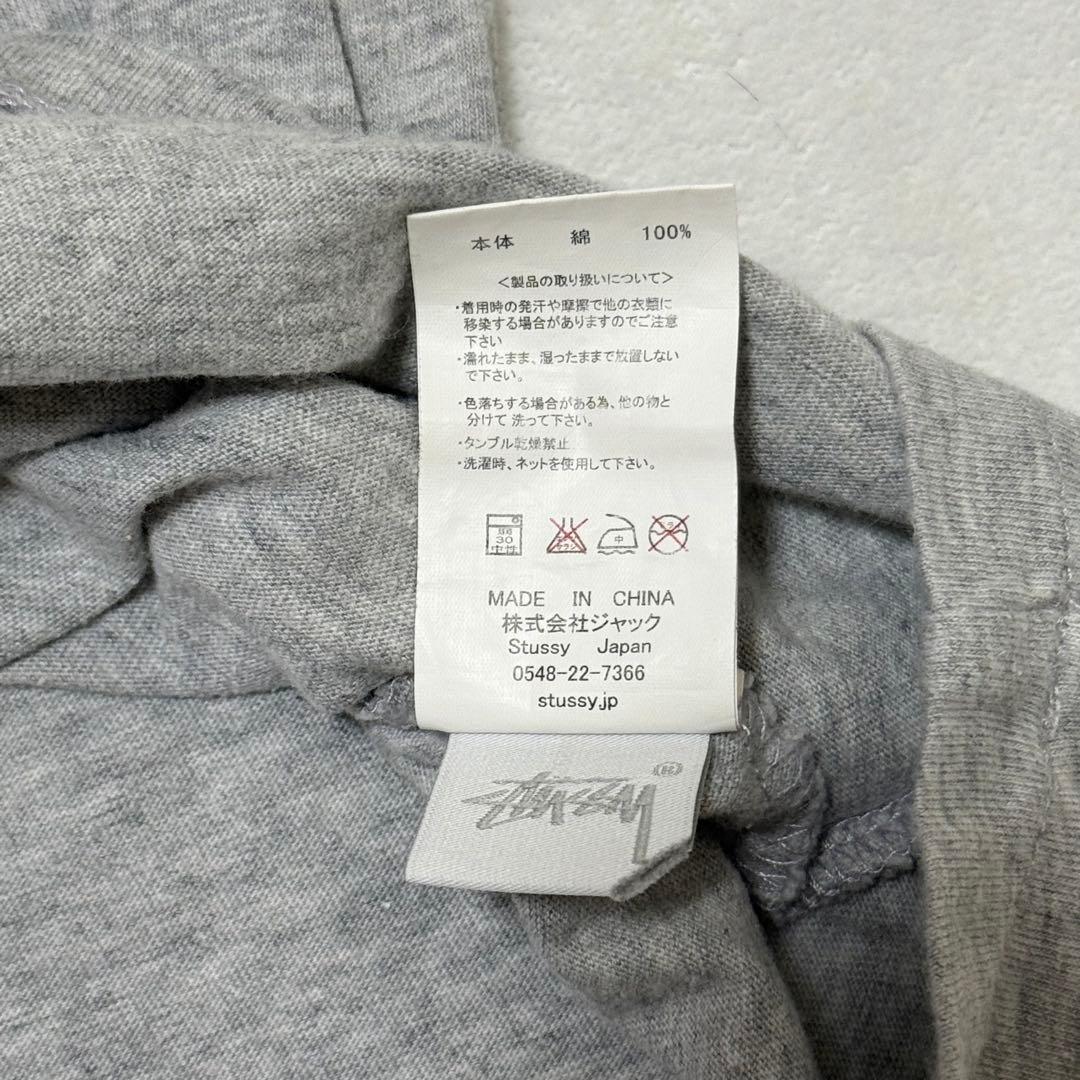 本体 綿 100%
＜製品の取り扱いについて＞
・着用時の発汗や摩擦で他の衣類に
移染する場合がありますのでご注意
下さい
・濡れたまま、湿ったままで放置しない
で下さい。
・色落ちする場合がある為、他の物と
分けて 洗って下さい。
・タンブル乾燥禁止
・洗濯時、ネットを使用して下さい。
30 中性 中
MADE IN CHINA
株式会社ジャック
Stussy Japan
0548-22-7366
stussy.jp
®